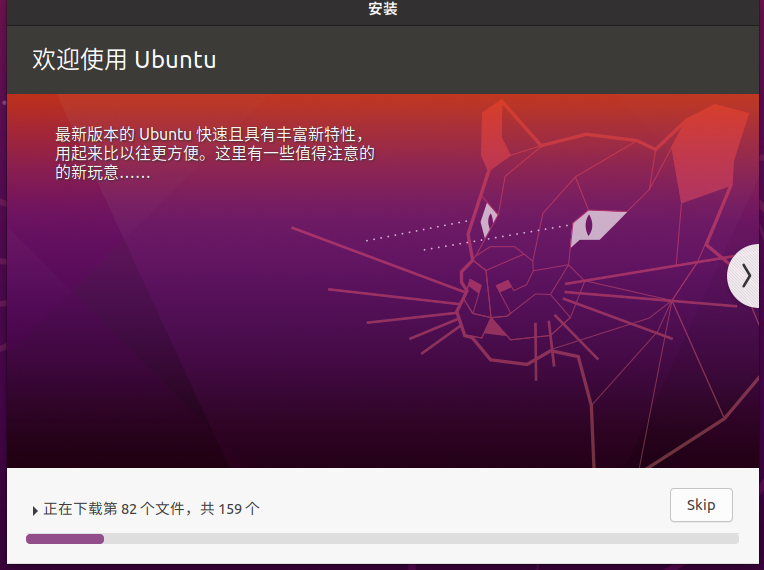 安装
欢迎使用 Ubuntu
最新版本的 Ubuntu 快速且具有丰富新特性，
用起来比以往更方便。这里有一些值得注意的
的新玩意……
正在下载第 82 个文件，共 159 个
Skip